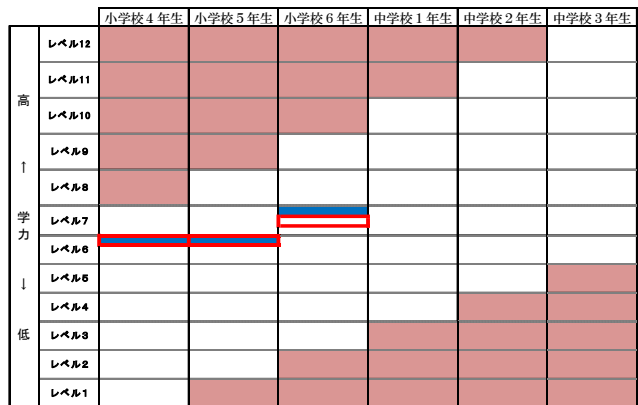 小学校４年生 小学校５年生 小学校６年生 中学校１年生 中学校２年生 中学校３年生
高
↑
学
力
↓
低
レベル12
レベル11
レベル10
レベル9
レベル8
レベル7
レベル6
レベル5
レベル4
レベル3
レベル2
レベル1